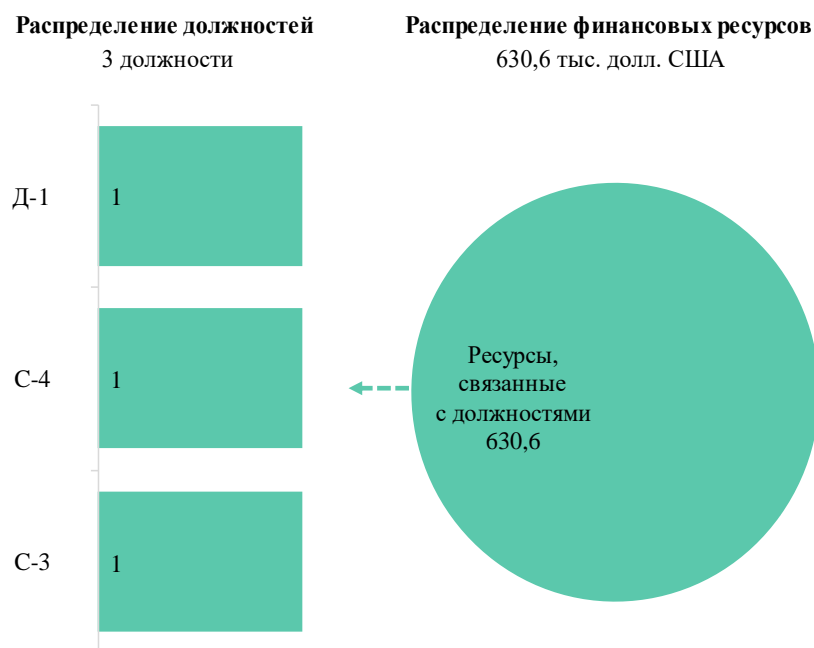 Распределение должностей
3 должности
Распределение финансовых ресурсов
630,6 тыс. долл. США
Д-1
1
С-4
1
С-3
1
Ресурсы,
связанные
с должностями
630,6